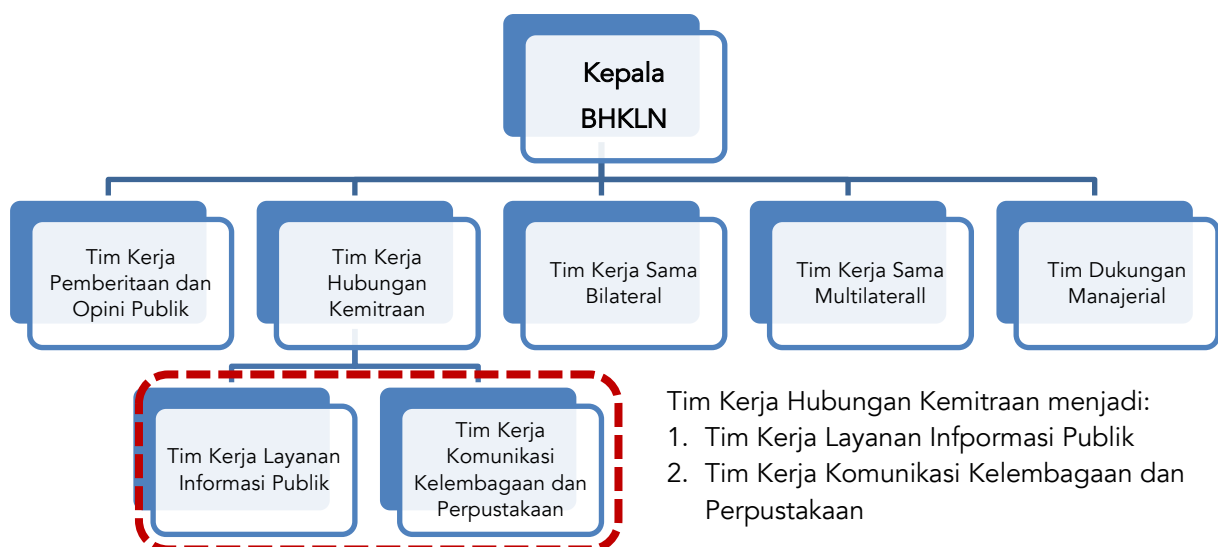 Kepala
BHKLN
Tim Kerja
Pemberitaan dan
Opini Publik
Tim Kerja
Hubungan
Kemitraan
Tim Kerja Sama
Bilateral
Tim Kerja Sama
Multilaterall
Tim Dukungan
Manajerial
Tim Kerja Layanan
Informasi Publik
Tim Kerja
Komunikasi
Kelembagaan dan
Perpustakaan
Tim Kerja Hubungan Kemitraan menjadi:
1. Tim Kerja Layanan Infpormasi Publik
2. Tim Kerja Komunikasi Kelembagaan dan
Perpustakaan